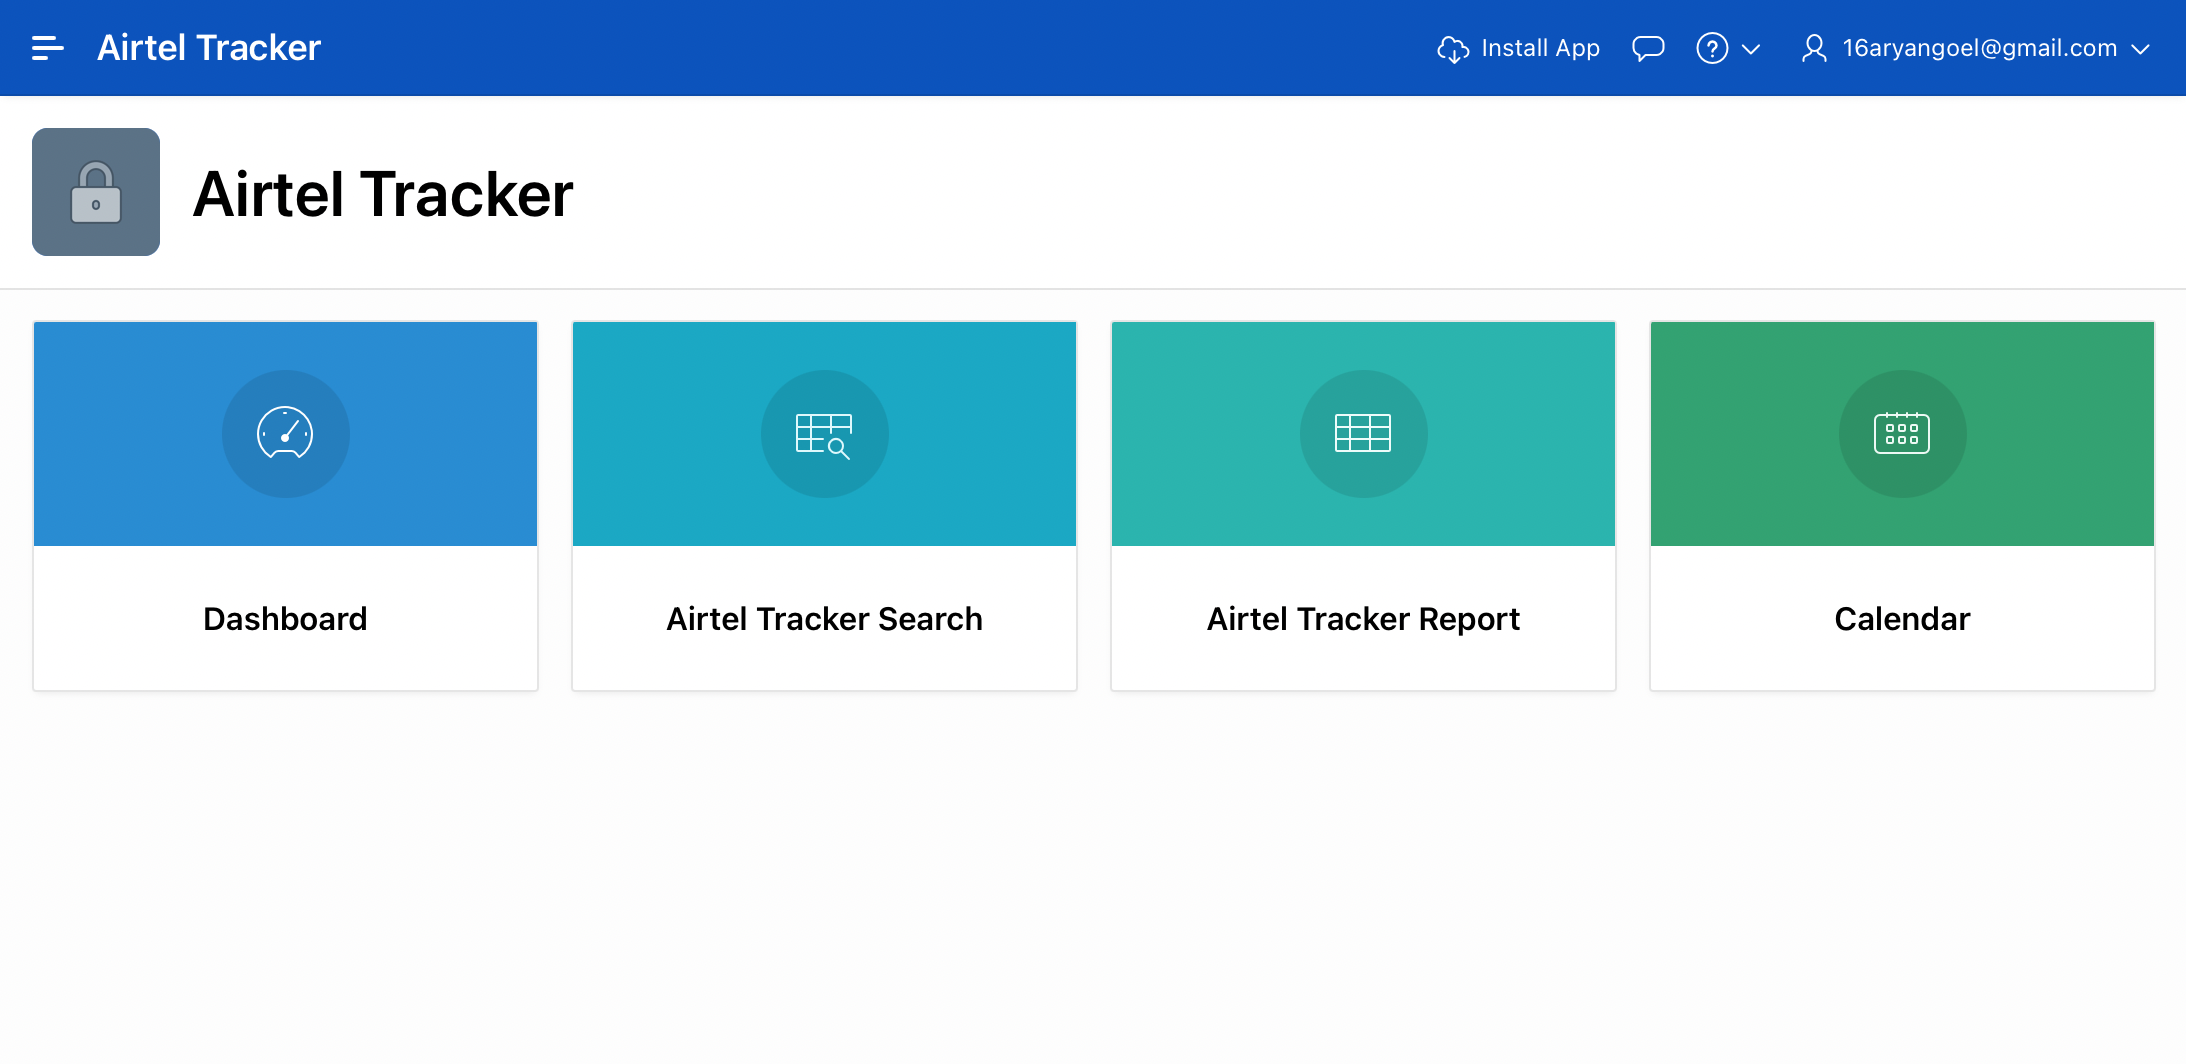 Airtel Tracker
Install App
16aryangoel@gmail.com
Airtel Tracker
Dashboard
Airtel Tracker Search
Airtel Tracker Report
Calendar